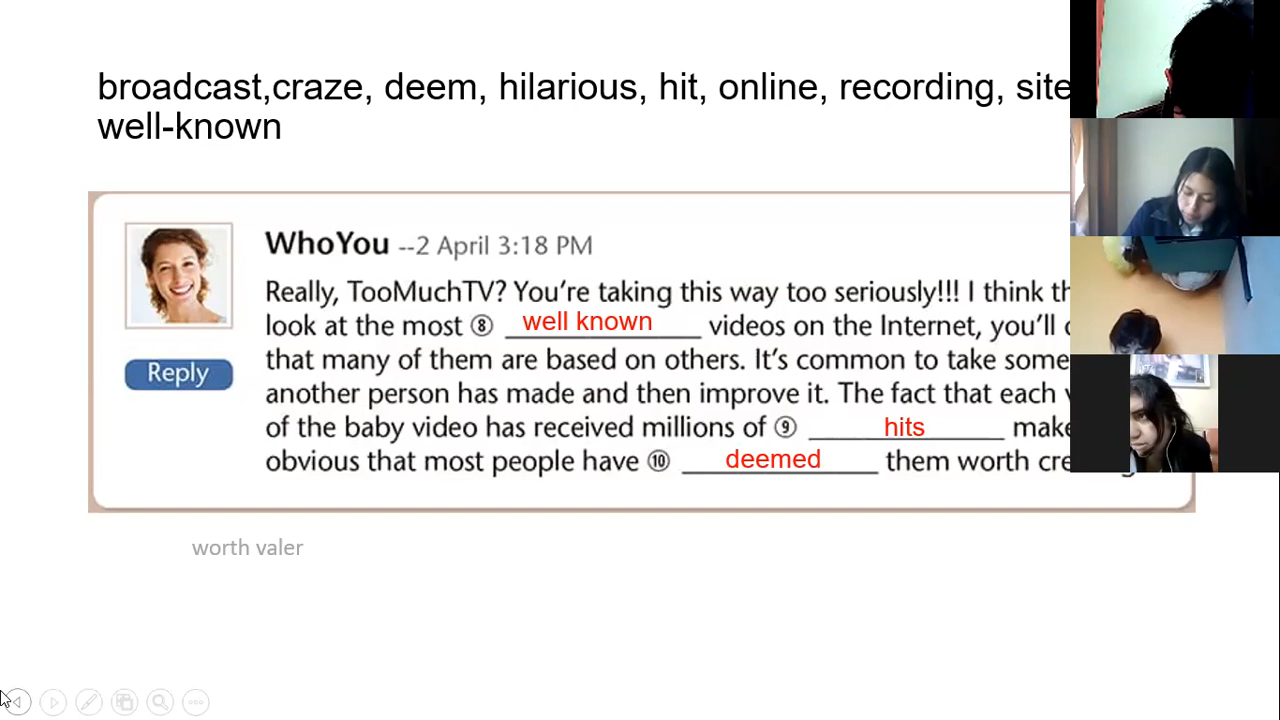 broadcast,craze, deem, hilarious, hit, online, recording, site
well-known
WhoYou --2 April 3:18 PM
Really, TooMuchTV? You're taking this way too seriously!!! I think
look at the most ⑧ well known videos on the Internet, you'll
that many of them are based on others. It's common to take some
another person has made and then improve it. The fact that each
of the baby video has received millions of ⑨ hits make
obvious that most people have ⑩ deemed them worth
Reply
worth valer